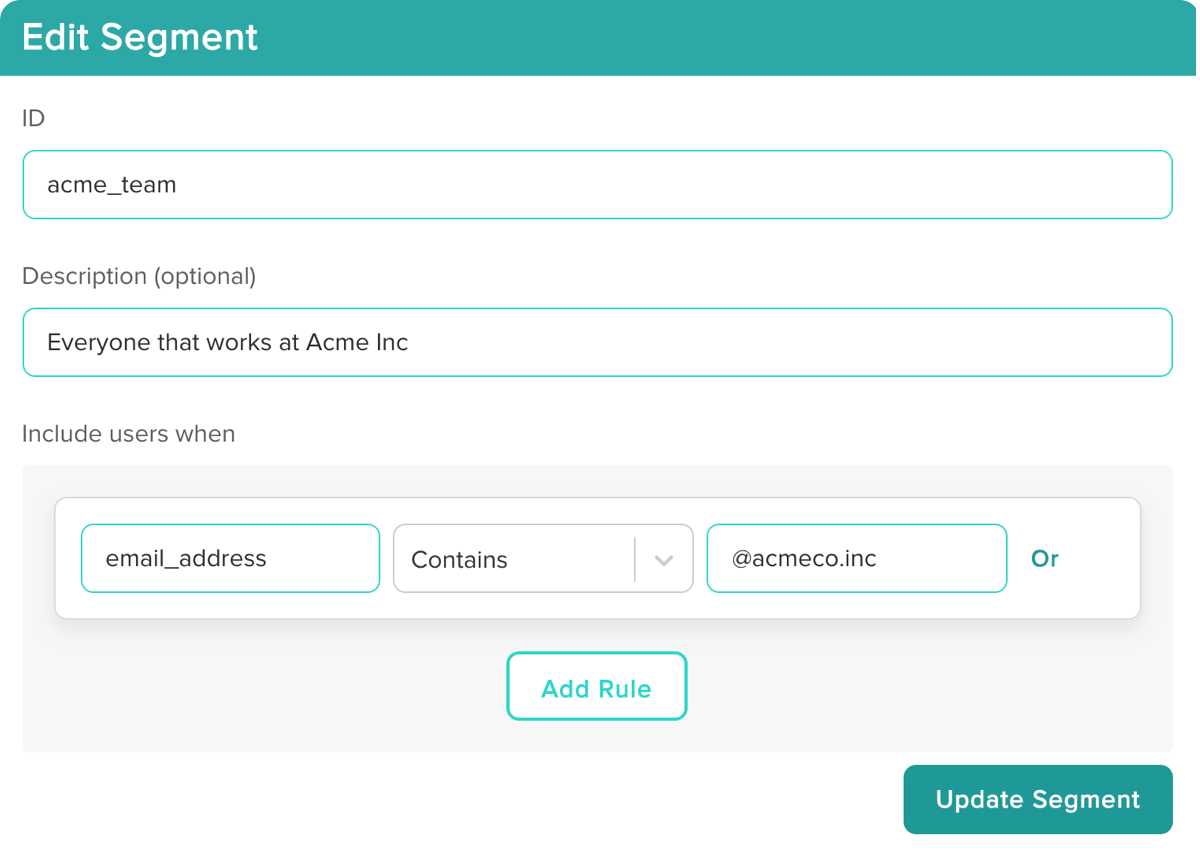 Edit Segment
ID
acme_team
Description (optional)
Everyone that works at Acme Inc
Include users when
email_address Contains @acmeco.inc Or
Add Rule
Update Segment